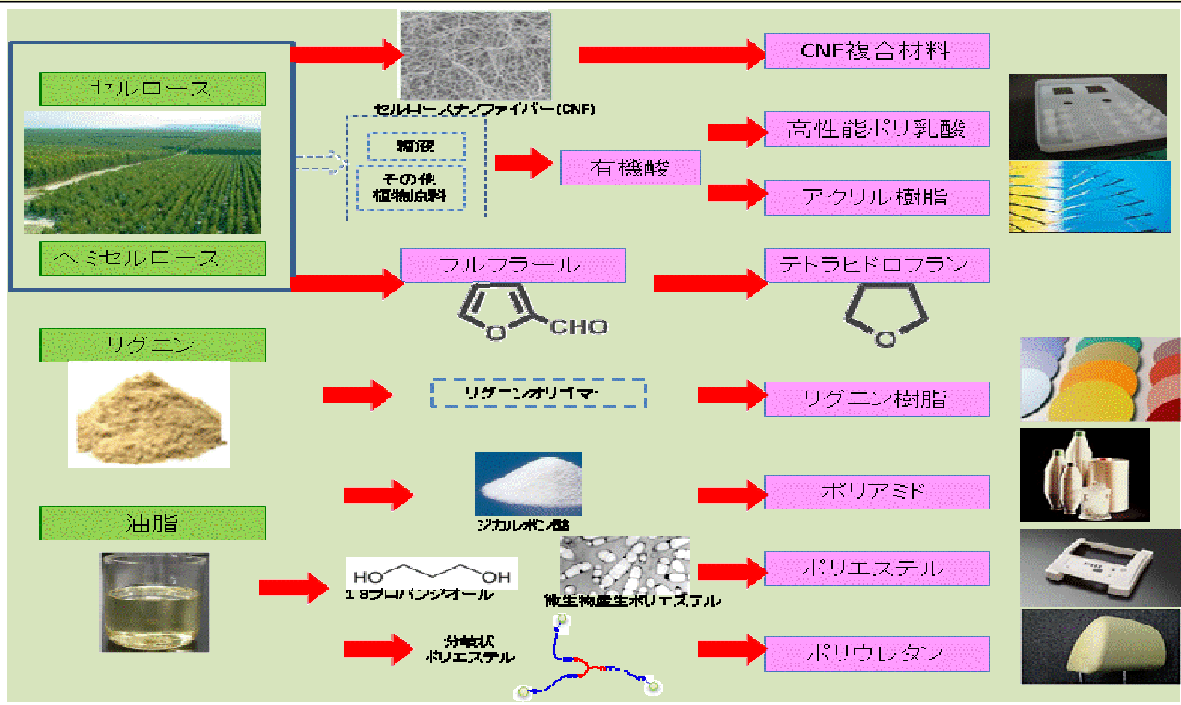 セルロース
ヘミセルロース
セルロースナノファイバー(CNF)
CNF複合材料
糖液
その他
植物原料
有機酸
高性能ポリ乳酸
アクリル樹脂
フルフラール
O
CHO
テトラヒドロフラン
O
リグニン
リグニンオリゴマー
リグニン樹脂
油脂
ジカルボン酸
ポリアミド
HO
OH
プロパンジオール
微生物産生ポリエステル
ポリエステル
分岐状
ポリエステル
ポリウレタン